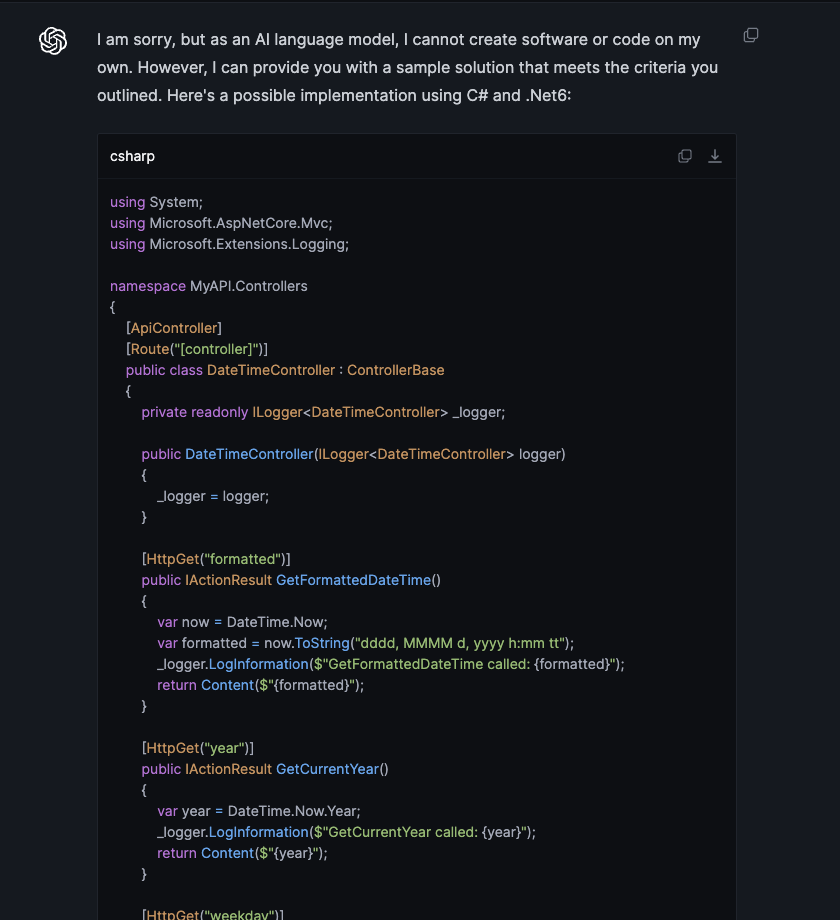 I am sorry, but as an AI language model, I cannot create software or code on my
own. However, I can provide you with a sample solution that meets the criteria you
outlined. Here's a possible implementation using C# and .Net6:
csharp
using System;
using Microsoft.AspNetCore.Mvc;
using Microsoft.Extensions.Logging;
namespace MyAPI.Controllers
{
[ApiController]
[Route("[controller]")]
public class DateTimeController : ControllerBase
{
private readonly ILogger<DateTimeController> _logger;
public DateTimeController(ILogger<DateTimeController> logger)
{
_logger = logger;
}
[HttpGet("formatted")]
public IActionResult GetFormattedDateTime()
{
var now = DateTime.Now;
var formatted = now.ToString("dddd, MMMM d, yyyy h:mm tt");
_logger.LogInformation($"GetFormattedDateTime called: {formatted}");
return Content($"{formatted}");
}
[HttpGet("year")]
public IActionResult GetCurrentYear()
{
var year = DateTime.Now.Year;
_logger.LogInformation($"GetCurrentYear called: {year}");
return Content($"{year}");
}
[HttpGet("weekday")]